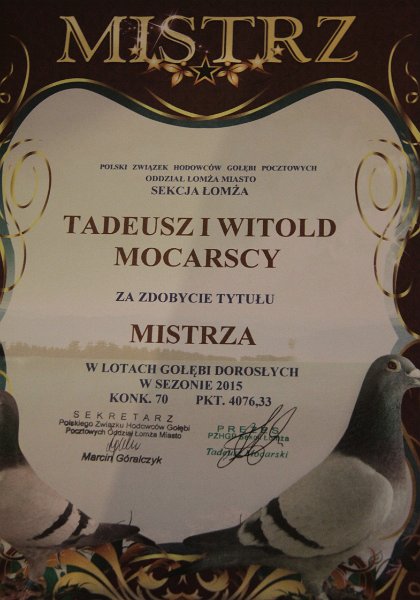 MISTRZ
POLSKI ZWIĄZEK HODOWCÓW GOŁĘBI POCZTOWYCH
ODDZIAŁ ŁOMŻA MIASTO
SEKCJA ŁOMŻA
TADEUSZ I WITOLD
MOCARSCY
ZA ZDOBYCIE TYTUŁU
MISTRZA
W LOTACH GOŁĘBI DOROSŁYCH
W SEZONIE 2015
KONK. 70 PKT. 4076,33
SEKRETARZ
Polskiego Związku Hodowców Gołębi
Pocztowych Oddział Łomża Miasto
Marcin Góralczyk
PREZES
PZHGP Sekcji Łomża
Tadeusz Mocarski